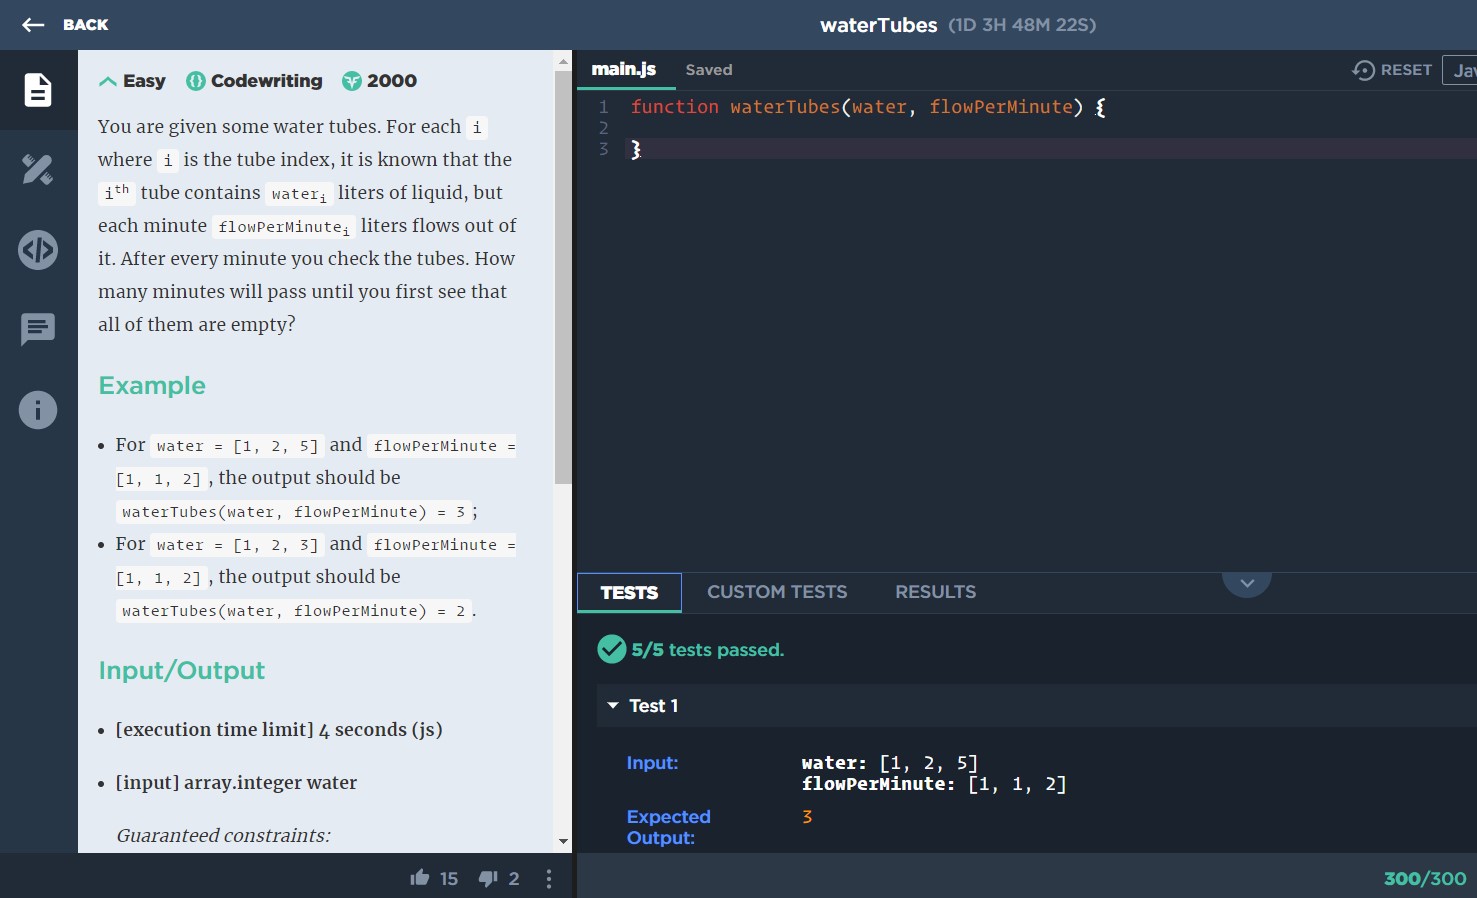 BACK
waterTubes (1D 3H 48M 22S)
Easy Codewriting 2000
You are given some water tubes. For each i
where i is the tube index, it is known that the
iᵗʰ tube contains waterᵢ liters of liquid, but
each minute flowPerMinuteᵢ liters flows out of
it. After every minute you check the tubes. How
many minutes will pass until you first see that
all of them are empty?
Example
• For water = [1, 2, 5] and flowPerMinute =
[1, 1, 2], the output should be
waterTubes(water, flowPerMinute) = 3;
• For water = [1, 2, 3] and flowPerMinute =
[1, 1, 2], the output should be
waterTubes(water, flowPerMinute) = 2.
Input/Output
• [execution time limit] 4 seconds (js)
• [input] array.integer water
Guaranteed constraints:
15 2
main.js Saved
RESET Jav
1 function waterTubes(water, flowPerMinute) {
2
3 }
TESTS CUSTOM TESTS RESULTS
5/5 tests passed.
Test 1
Input: water: [1, 2, 5]
flowPerMinute: [1, 1, 2]
Expected 3
Output:
300/300